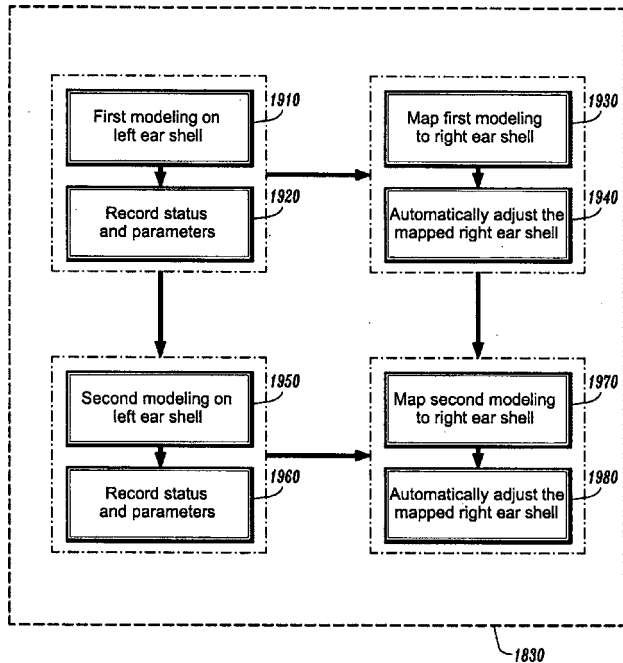 1910
First modeling on
left ear shell
1920
Record status
and parameters
1930
Map first modeling
to right ear shell
1940
Automatically adjust the
mapped right ear shell
1950
Second modeling on
left ear shell
1960
Record status
and parameters
1970
Map second modeling
to right ear shell
1980
Automatically adjust the
mapped right ear shell
1830